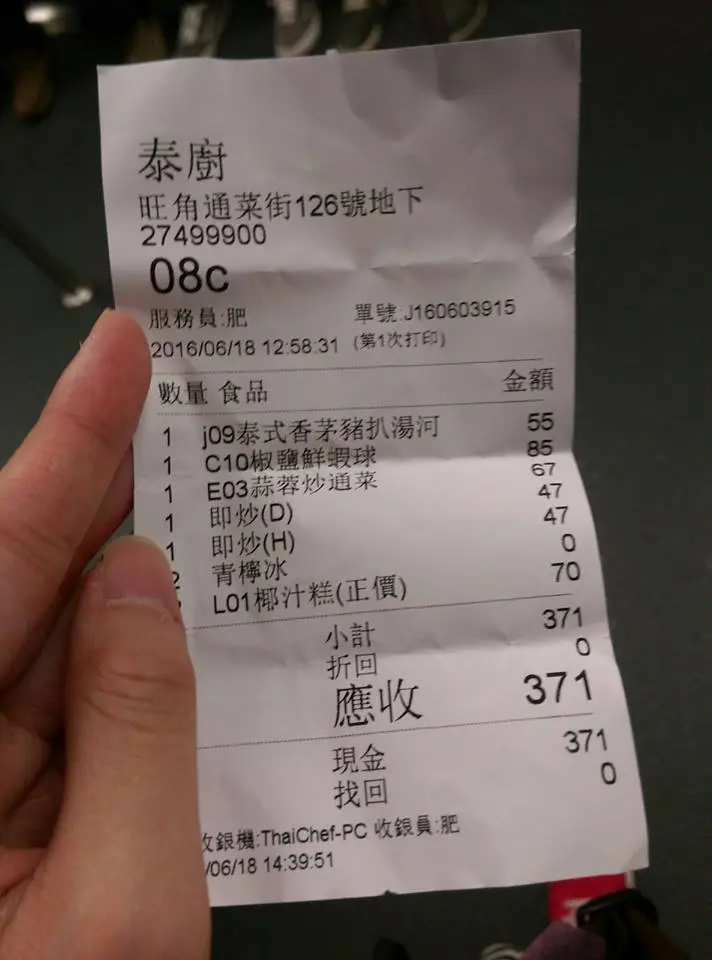 泰廚
旺角通菜街126號地下
27499900
08c
服務員:肥 單號:J160603915
2016/06/18 12:58:31 (第1次打印)
數量 食品 金額
1 j09泰式香茅豬扒湯河 55
1 C10椒鹽鮮蝦球 85
1 E03蒜蓉炒通菜 67
1 即炒(D) 47
1 即炒(H) 47
2 青檸冰 0
L01椰汁糕(正價) 70
小計 371
折回 0
應收 371
現金 371
找回 0
收銀機:ThaiChef-PC 收銀員:肥
/06/18 14:39:51